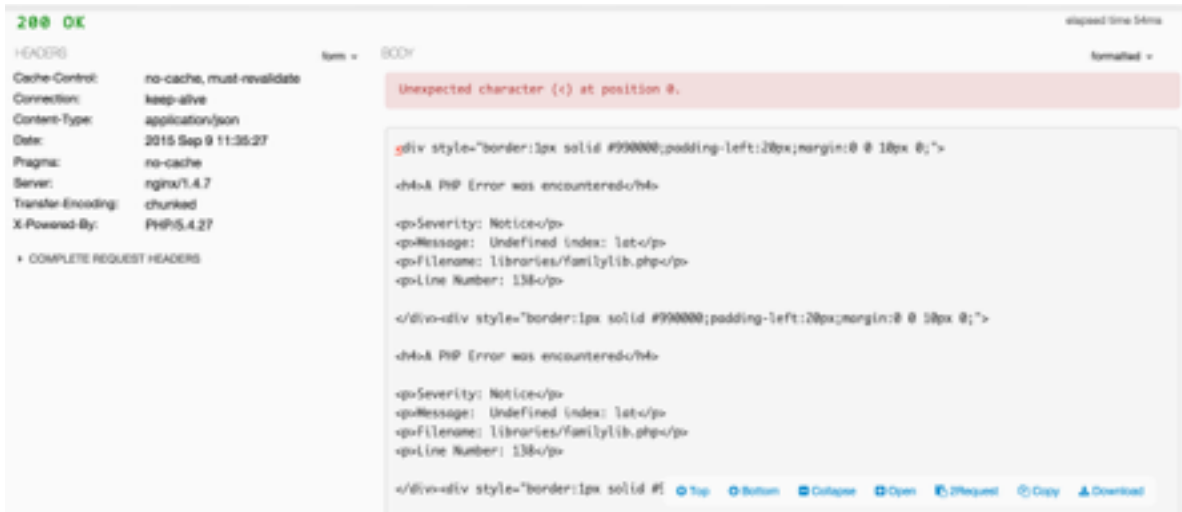 200 OK
elapsed time 54ms
HEADERS
form
BODY
formatted
Cache-Control: no-cache, must-revalidate
Connection: keep-alive
Content-Type: application/json
Date: 2015 Sep 9 11:35:27
Pragma: no-cache
Server: nginx/1.4.7
Transfer-Encoding: chunked
X-Powered-By: PHP/5.4.27
COMPLETE REQUEST HEADERS
Unexpected character (<) at position 0.
<div style="border:1px solid #990000;padding-left:20px;margin:0 0 10px 0;">
<h4>A PHP Error was encountered</h4>
<p>Severity: Notice</p>
<p>Message:  Undefined index: lat</p>
<p>Filename: libraries/familylib.php</p>
<p>Line Number: 138</p>
</div><div style="border:1px solid #990000;padding-left:20px;margin:0 0 10px 0;">
<h4>A PHP Error was encountered</h4>
<p>Severity: Notice</p>
<p>Message:  Undefined index: lat</p>
<p>Filename: libraries/familylib.php</p>
<p>Line Number: 138</p>
</div><div style="border:1px solid #
Top Bottom Collapse Open 2Request Copy Download